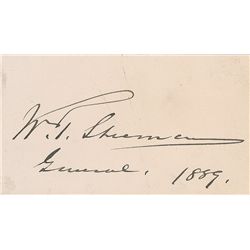 W. T. Sherman
General. 1889.